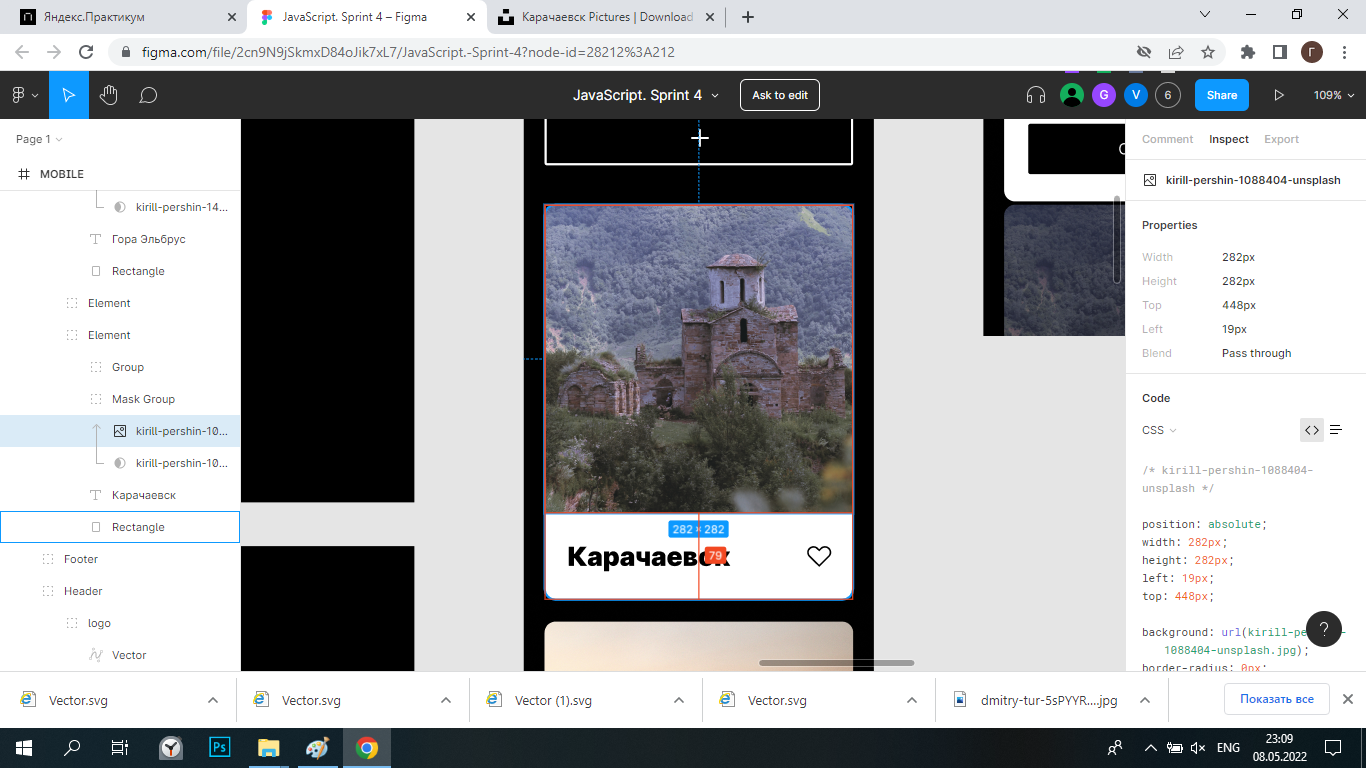 Яндекс.Практикум
JavaScript. Sprint 4 – Figma
Карачаевск Pictures | Download
figma.com/file/2cn9N9jSkmxD84oJik7xL7/JavaScript.-Sprint-4?node-id=28212%3A212
Г
JavaScript. Sprint 4
Ask to edit
G
V
6
Share
109%
Page 1
MOBILE
kirill-pershin-14...
Гора Эльбрус
Rectangle
Element
Element
Group
Mask Group
kirill-pershin-10...
kirill-pershin-10...
Карачаевск
Rectangle
Footer
Header
logo
Vector
282 × 282
79
Карачаевск
Comment
Inspect
Export
kirill-pershin-1088404-unsplash
Properties
Width 282px
Height 282px
Top 448px
Left 19px
Blend Pass through
Code
CSS
/* kirill-pershin-1088404-
unsplash */
position: absolute;
width: 282px;
height: 282px;
left: 19px;
top: 448px;
background: url(kirill-pe
1088404-unsplash.jpg);
border-radius: 0px;
?
Vector.svg
Vector.svg
Vector (1).svg
Vector.svg
dmitry-tur-5sPYYR....jpg
Показать все
Ps
ENG
23:09
08.05.2022